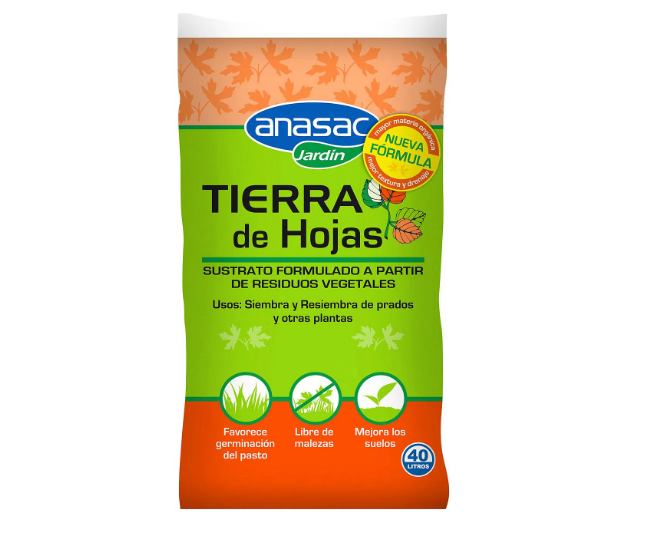 anasac
Jardín
mejor materia orgánica
NUEVA
FÓRMULA
mejor textura y drenaje
TIERRA
de Hojas
SUSTRATO FORMULADO A PARTIR
DE RESIDUOS VEGETALES
Usos: Siembra y Resiembra de prados
y otras plantas
Favorece
germinación
del pasto
Libre de
malezas
Mejora los
suelos
40
LITROS